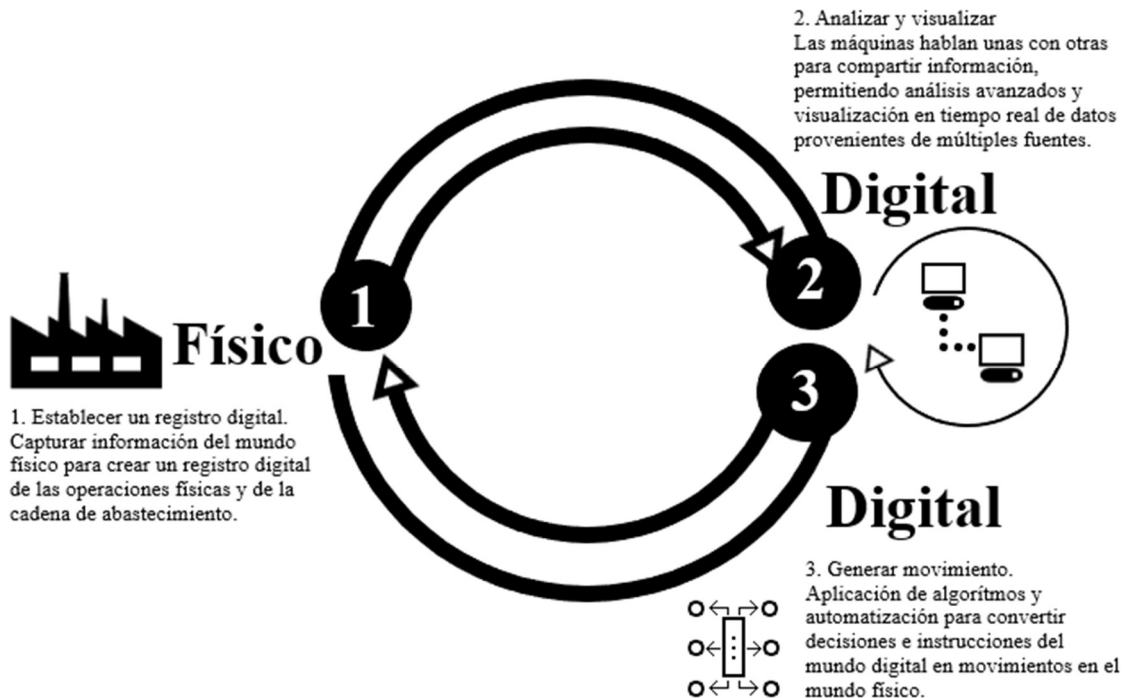 2. Analizar y visualizar
Las máquinas hablan unas con otras
para compartir información,
permitiendo análisis avanzados y
visualización en tiempo real de datos
provenientes de múltiples fuentes.
Digital
2
1
Físico
1. Establecer un registro digital.
Capturar información del mundo
físico para crear un registro digital
de las operaciones físicas y de la
cadena de abastecimiento.
3
Digital
3. Generar movimiento.
Aplicación de algorítmos y
automatización para convertir
decisiones e instrucciones del
mundo digital en movimientos en el
mundo físico.